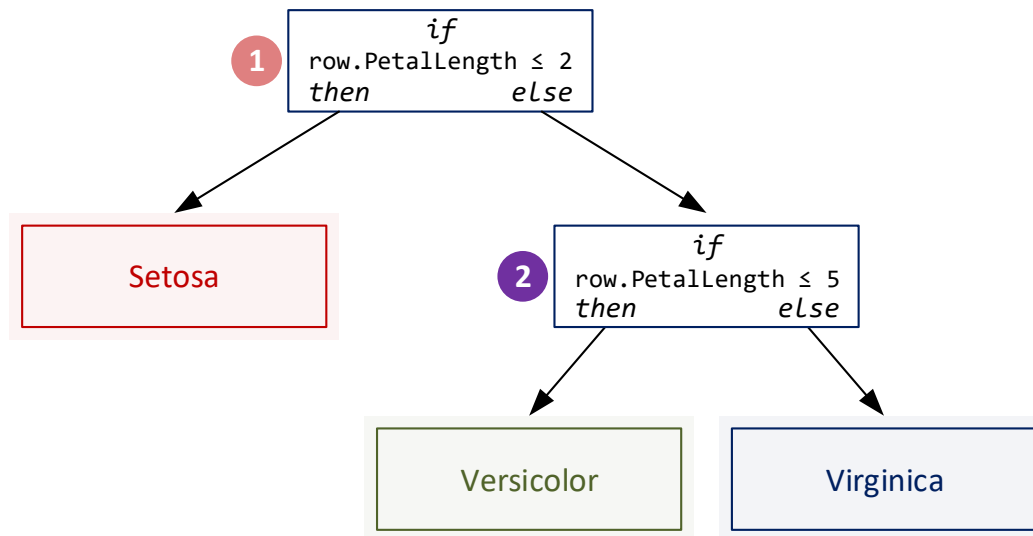 if
1
row.PetalLength ≤ 2
then else
Setosa
if
2
row.PetalLength ≤ 5
then else
Versicolor
Virginica